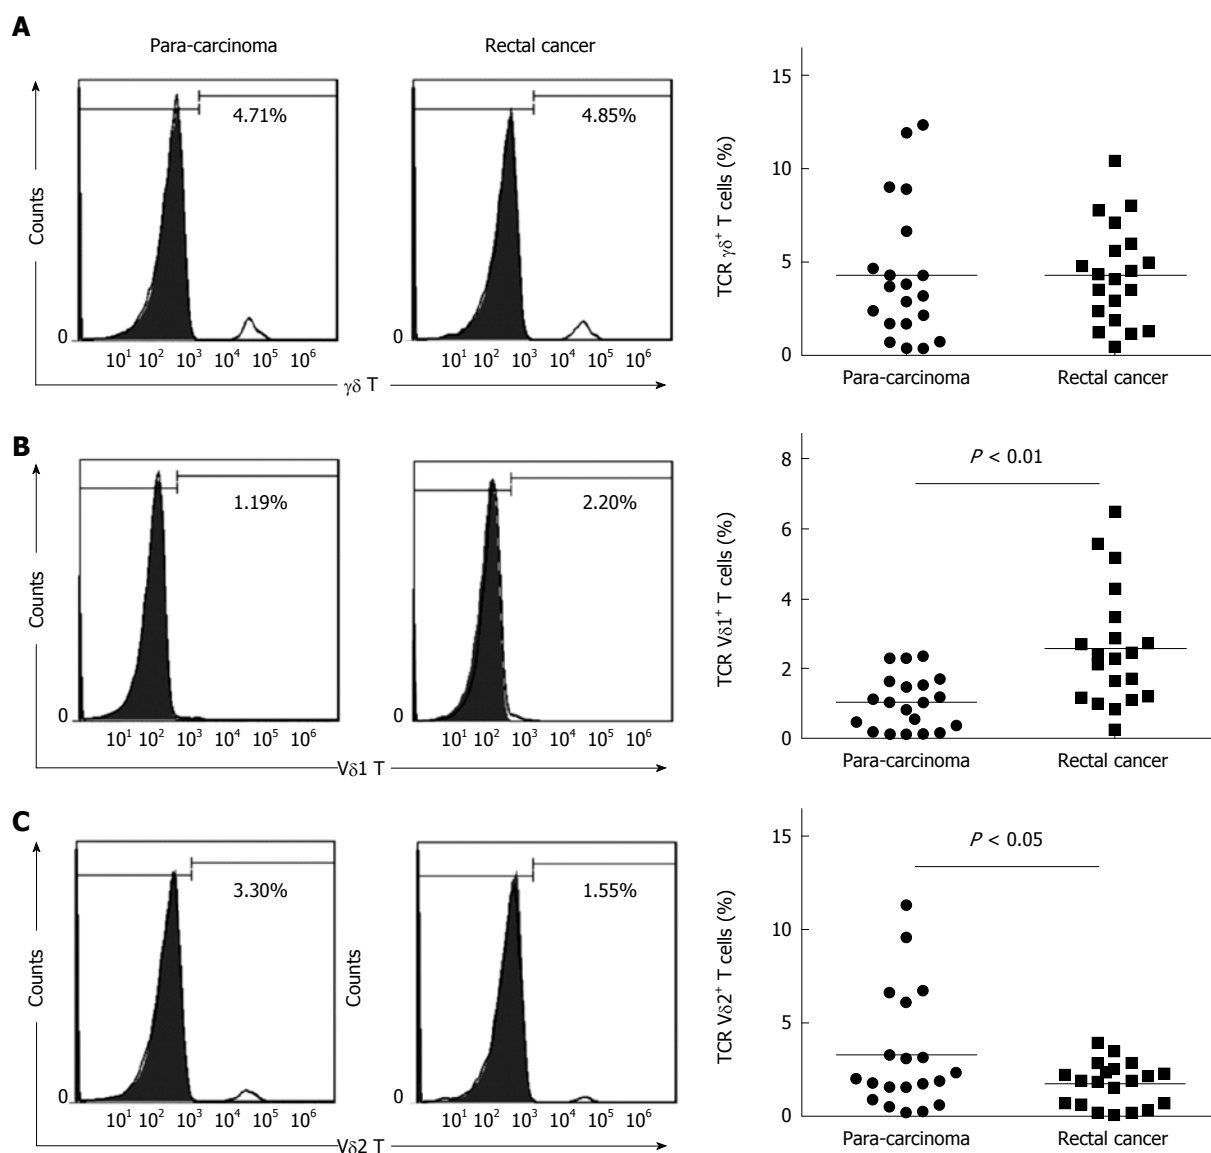 A
Para-carcinoma
Rectal cancer
Counts
4.71%
4.85%
0
10¹ 10² 10³ 10⁴ 10⁵ 10⁶
10¹ 10² 10³ 10⁴ 10⁵ 10⁶
γδ T
TCR γδ⁺ T cells (%)
15
10
5
0
Para-carcinoma
Rectal cancer
B
Counts
1.19%
2.20%
0
0
10¹ 10² 10³ 10⁴ 10⁵ 10⁶
10¹ 10² 10³ 10⁴ 10⁵ 10⁶
Vδ1 T
TCR Vδ1⁺ T cells (%)
8
6
4
2
0
P < 0.01
Para-carcinoma
Rectal cancer
C
Counts
3.30%
Counts
1.55%
0
0
10¹ 10² 10³ 10⁴ 10⁵ 10⁶
10¹ 10² 10³ 10⁴ 10⁵ 10⁶
Vδ2 T
TCR Vδ2⁺ T cells (%)
15
10
5
0
P < 0.05
Para-carcinoma
Rectal cancer